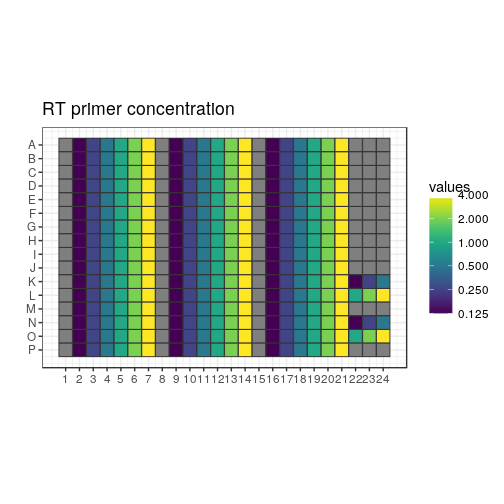 RT primer concentration
A
B
C
D
E
F
G
H
I
J
K
L
M
N
O
P
1 2 3 4 5 6 7 8 9 10 11 12 13 14 15 16 17 18 19 20 21 22 23 24
values
4.000
2.000
1.000
0.500
0.250
0.125